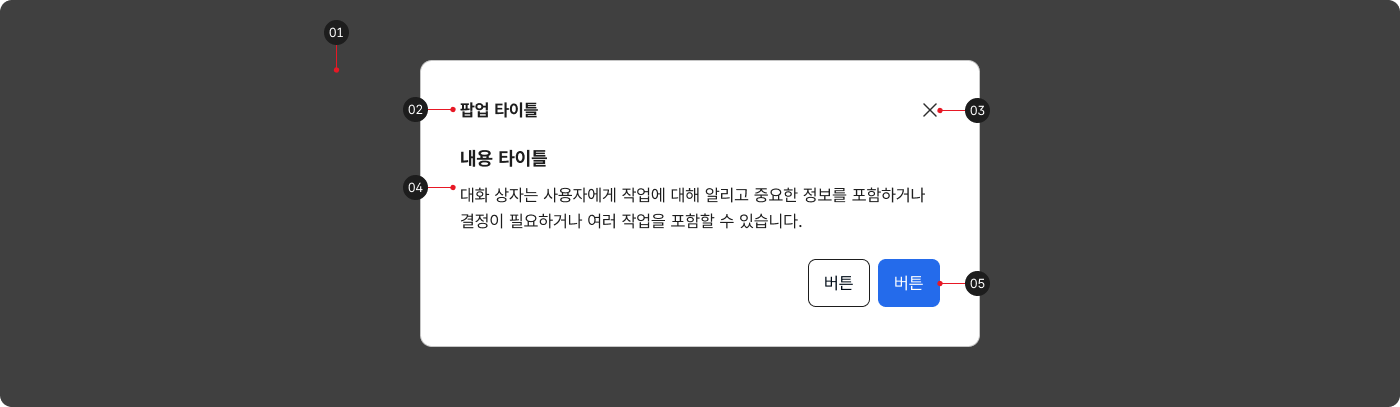 01
02
팝업 타이틀
03
내용 타이틀
04
대화 상자는 사용자에게 작업에 대해 알리고 중요한 정보를 포함하거나
결정이 필요하거나 여러 작업을 포함할 수 있습니다.
버튼
버튼
05